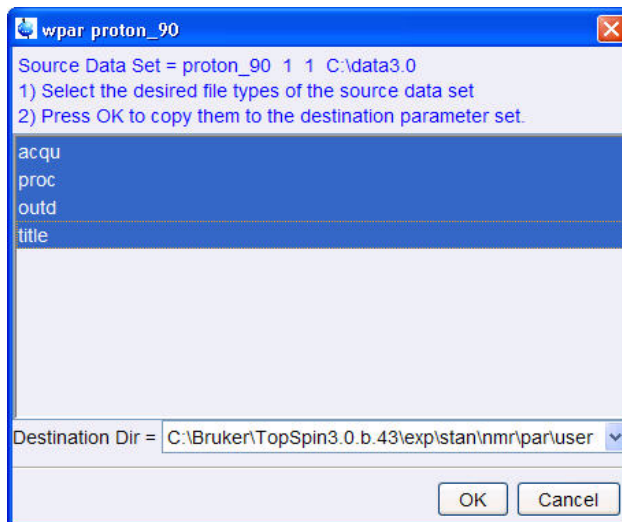 wpar proton_90
Source Data Set = proton_90 1 1 C:\data3.0
1) Select the desired file types of the source data set
2) Press OK to copy them to the destination parameter set.
acqu
proc
outd
title
Destination Dir = C:\Bruker\TopSpin3.0.b.43\exp\stan\nmr\par\user
OK Cancel